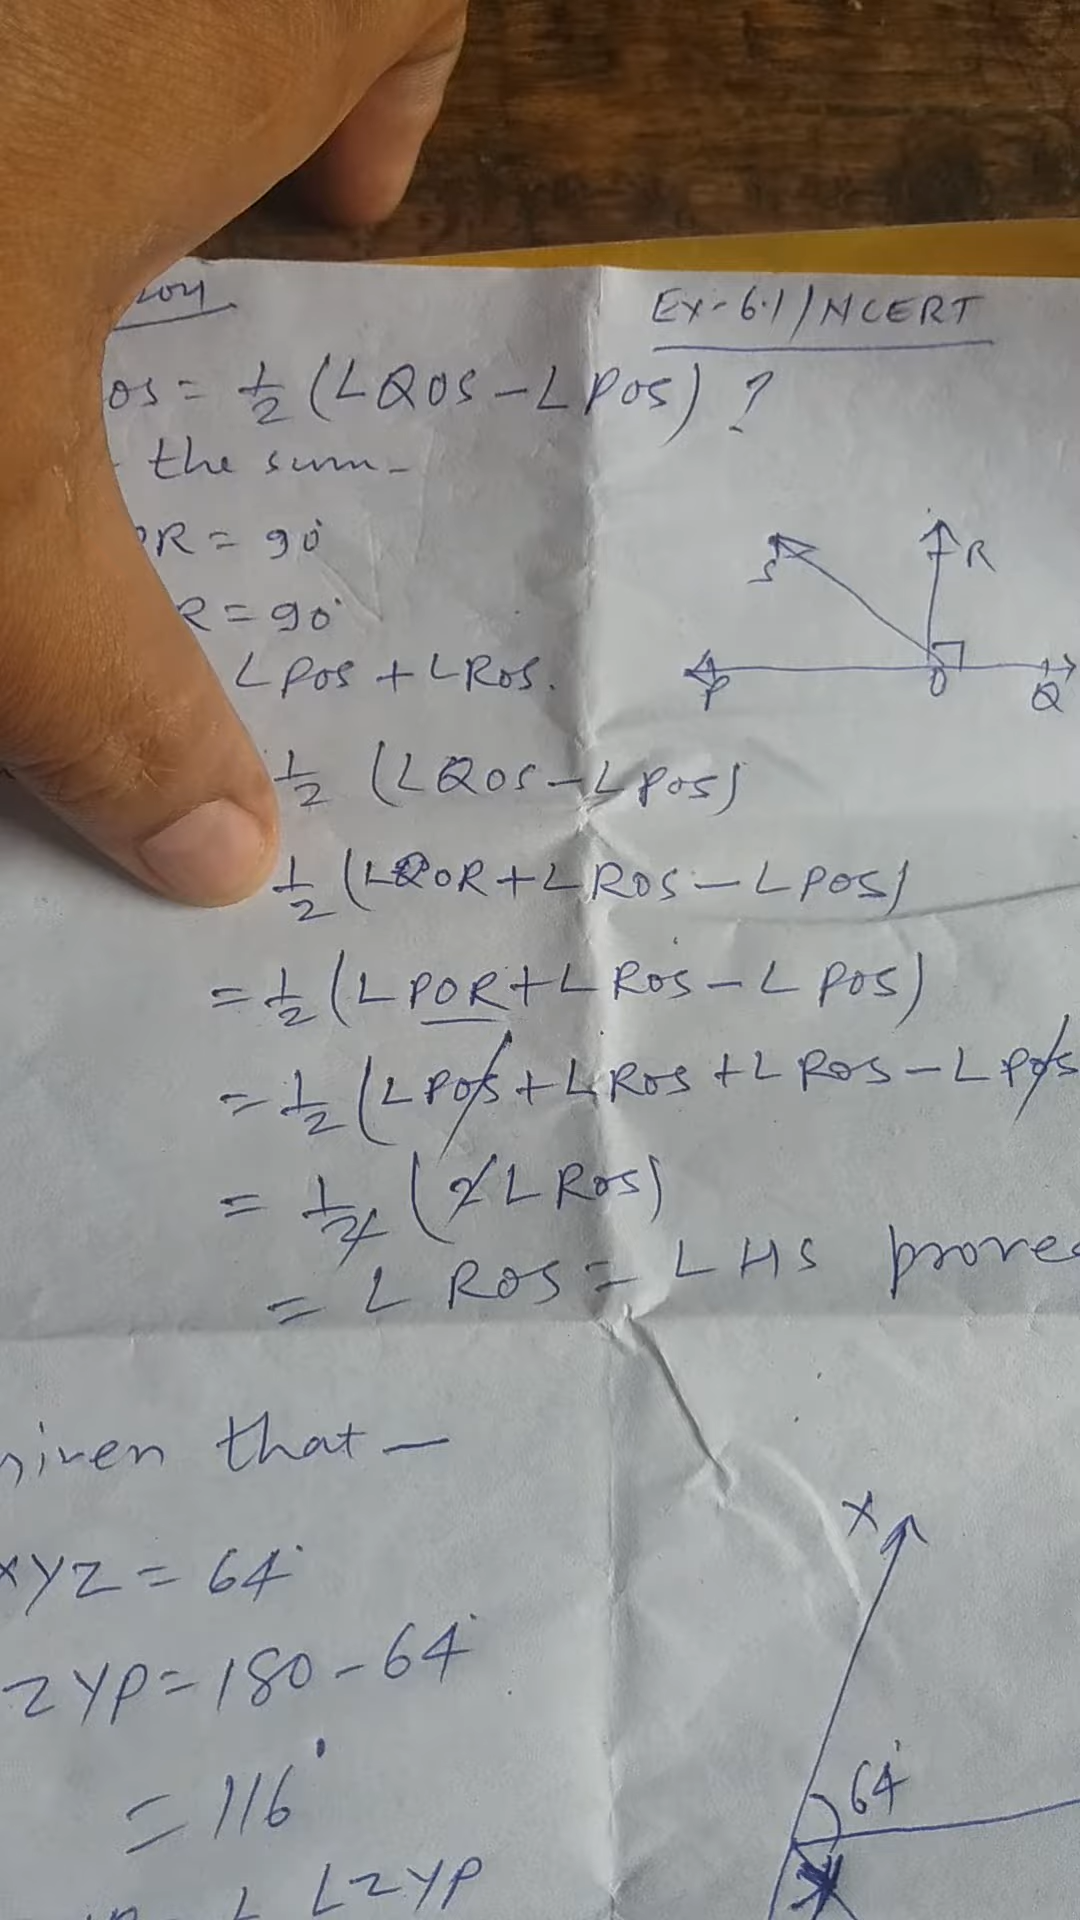 Ex-6.1/NCERT
OS = 1/2 (∠QOS - ∠POS) ?
the sum -
OR = 90°
R = 90°
∠POS + ∠ROS.
S
R
P
O
Q
1/2 (∠QOS - ∠POS)
1/2 (∠QOR + ∠ROS - ∠POS)
= 1/2 (∠POR + ∠ROS - ∠POS)
= 1/2 (∠POS + ∠ROS + ∠ROS - ∠POS
= 1/2 (2∠ROS)
= ∠ROS = LHS prove
Given that —
XYZ = 64°
ZYP = 180 - 64°
= 116°
∠ZYP
X
64°